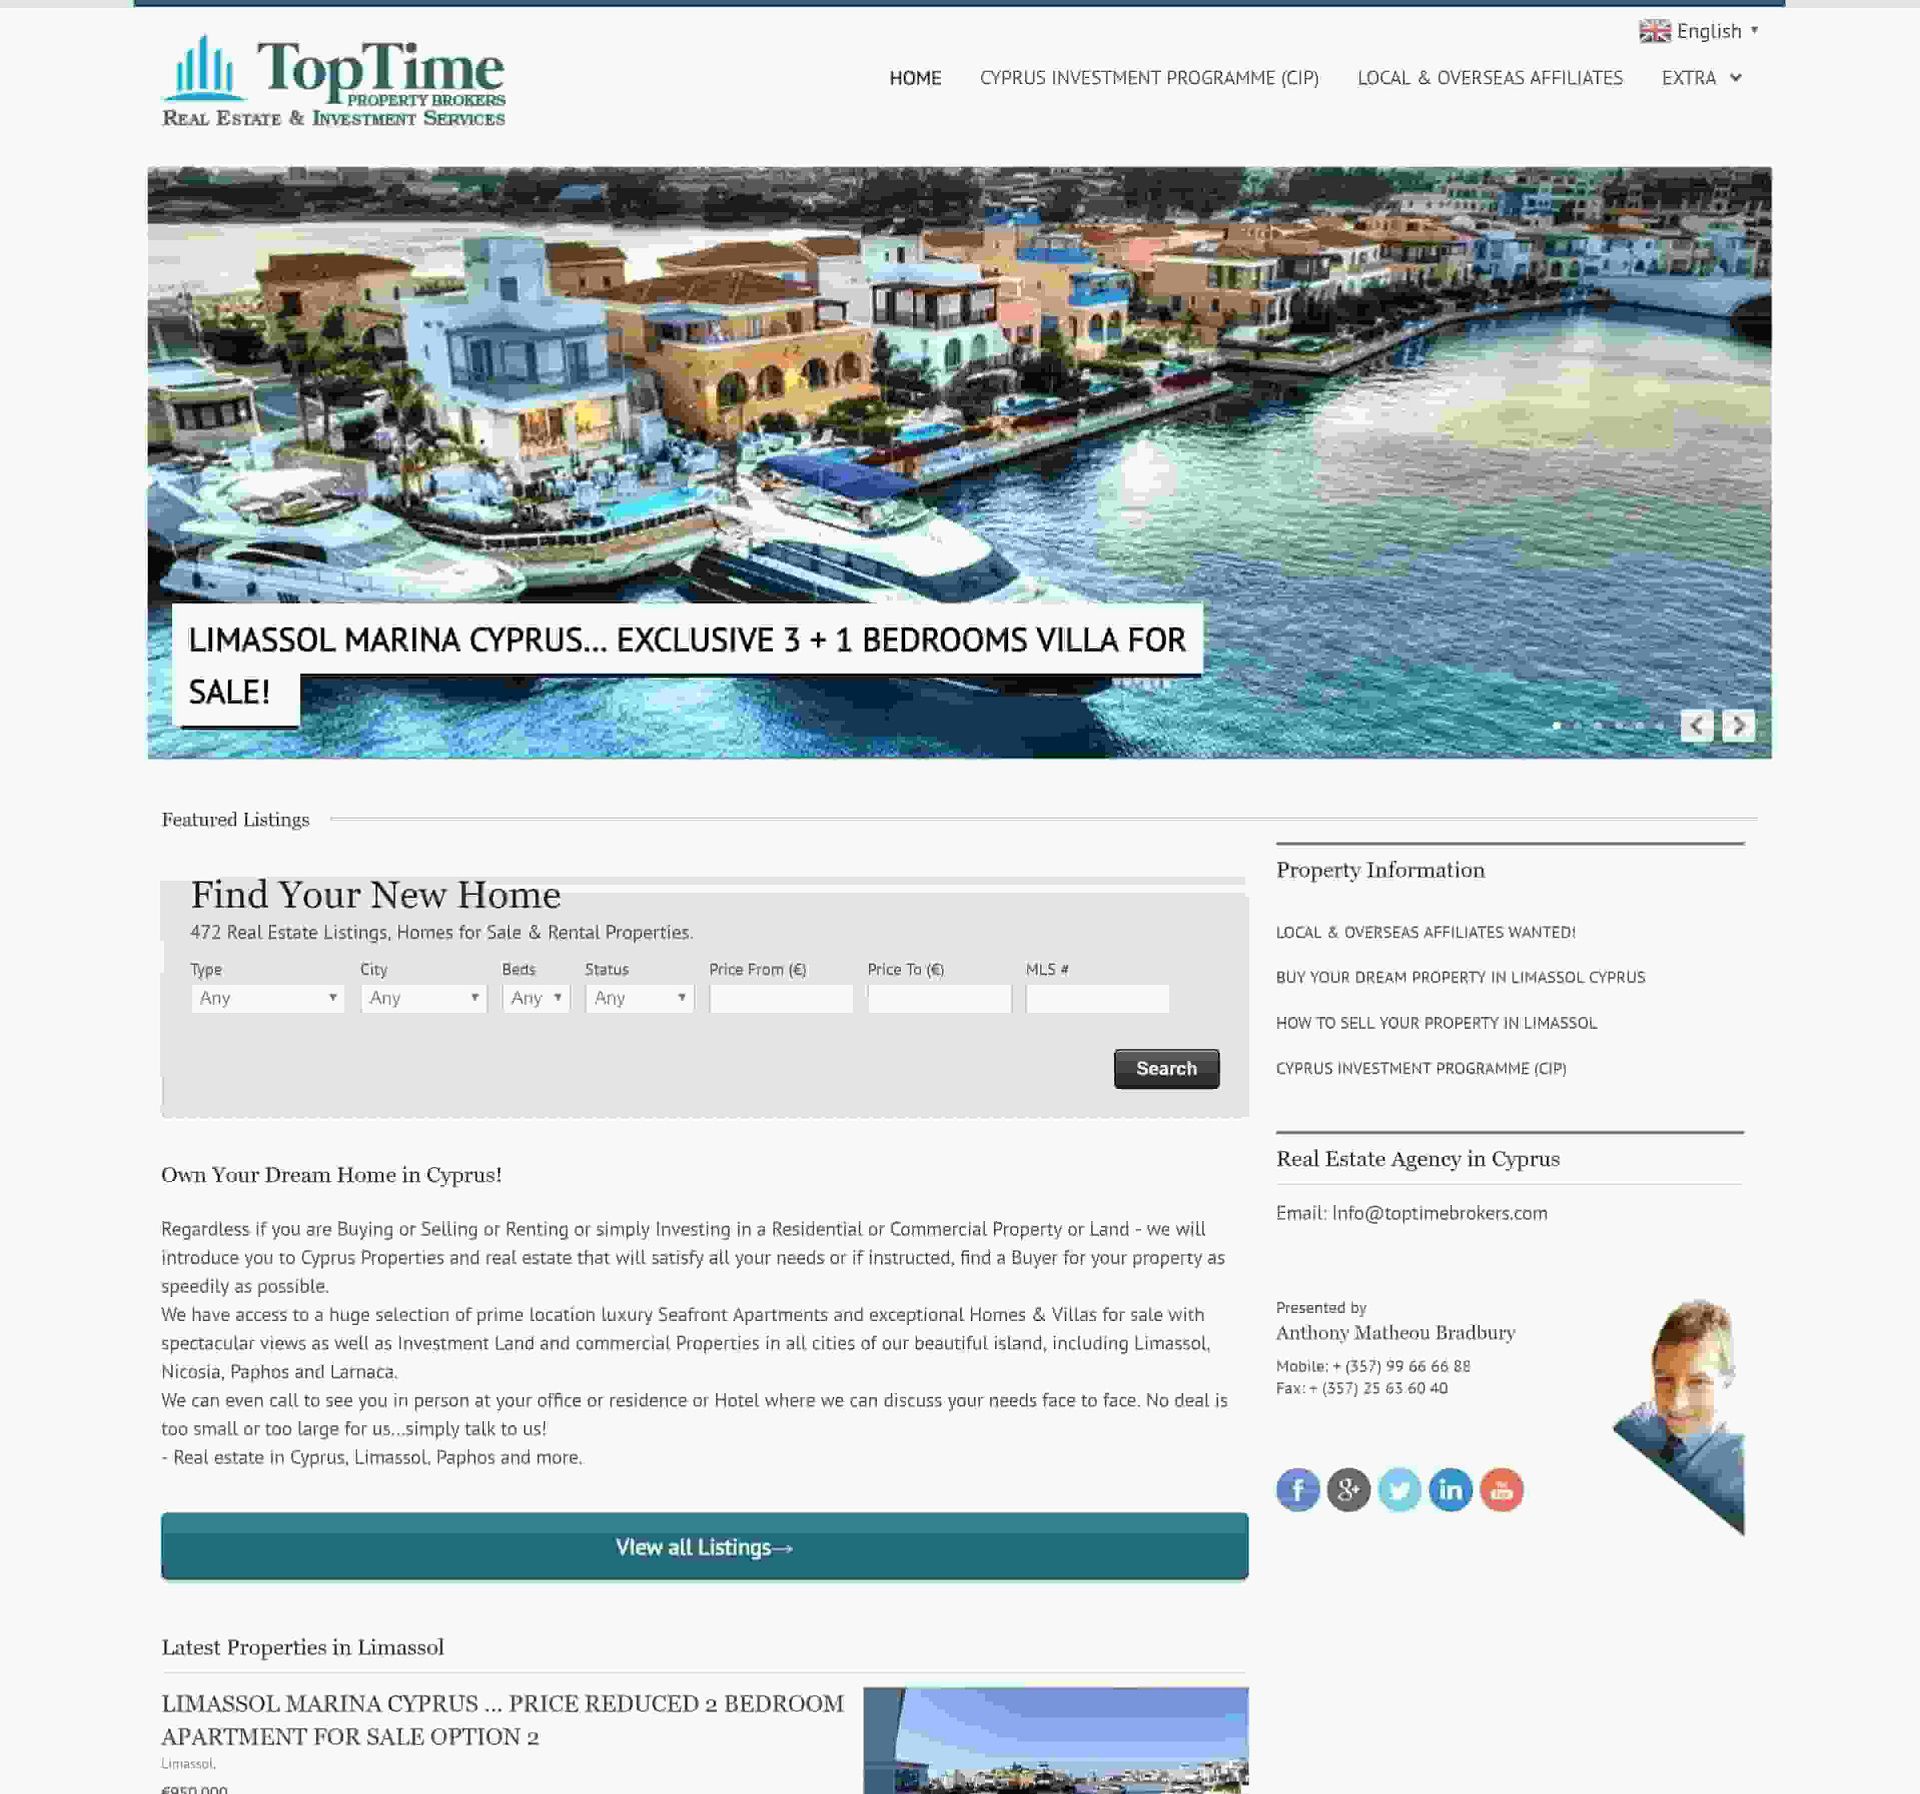 TopTime
PROPERTY BROKERS
REAL ESTATE & INVESTMENT SERVICES
English
HOME CYPRUS INVESTMENT PROGRAMME (CIP) LOCAL & OVERSEAS AFFILIATES EXTRA
LIMASSOL MARINA CYPRUS... EXCLUSIVE 3 + 1 BEDROOMS VILLA FOR
SALE!
Featured Listings
Find Your New Home
472 Real Estate Listings, Homes for Sale & Rental Properties.
Type City Beds Status Price From (€) Price To (€) MLS #
Any Any Any Any
Search
Own Your Dream Home in Cyprus!
Regardless if you are Buying or Selling or Renting or simply Investing in a Residential or Commercial Property or Land - we will
introduce you to Cyprus Properties and real estate that will satisfy all your needs or if instructed, find a Buyer for your property as
speedily as possible.
We have access to a huge selection of prime location luxury Seafront Apartments and exceptional Homes & Villas for sale with
spectacular views as well as Investment Land and commercial Properties in all cities of our beautiful island, including Limassol,
Nicosia, Paphos and Larnaca.
We can even call to see you in person at your office or residence or Hotel where we can discuss your needs face to face. No deal is
too small or too large for us...simply talk to us!
- Real estate in Cyprus, Limassol, Paphos and more.
View all Listings→
Latest Properties in Limassol
LIMASSOL MARINA CYPRUS ... PRICE REDUCED 2 BEDROOM
APARTMENT FOR SALE OPTION 2
Limassol,
€950,000
Property Information
LOCAL & OVERSEAS AFFILIATES WANTED!
BUY YOUR DREAM PROPERTY IN LIMASSOL CYPRUS
HOW TO SELL YOUR PROPERTY IN LIMASSOL
CYPRUS INVESTMENT PROGRAMME (CIP)
Real Estate Agency in Cyprus
Email: Info@toptimebrokers.com
Presented by
Anthony Matheou Bradbury
Mobile: + (357) 99 66 66 88
Fax: + (357) 25 63 60 40
f g+ in You Tube